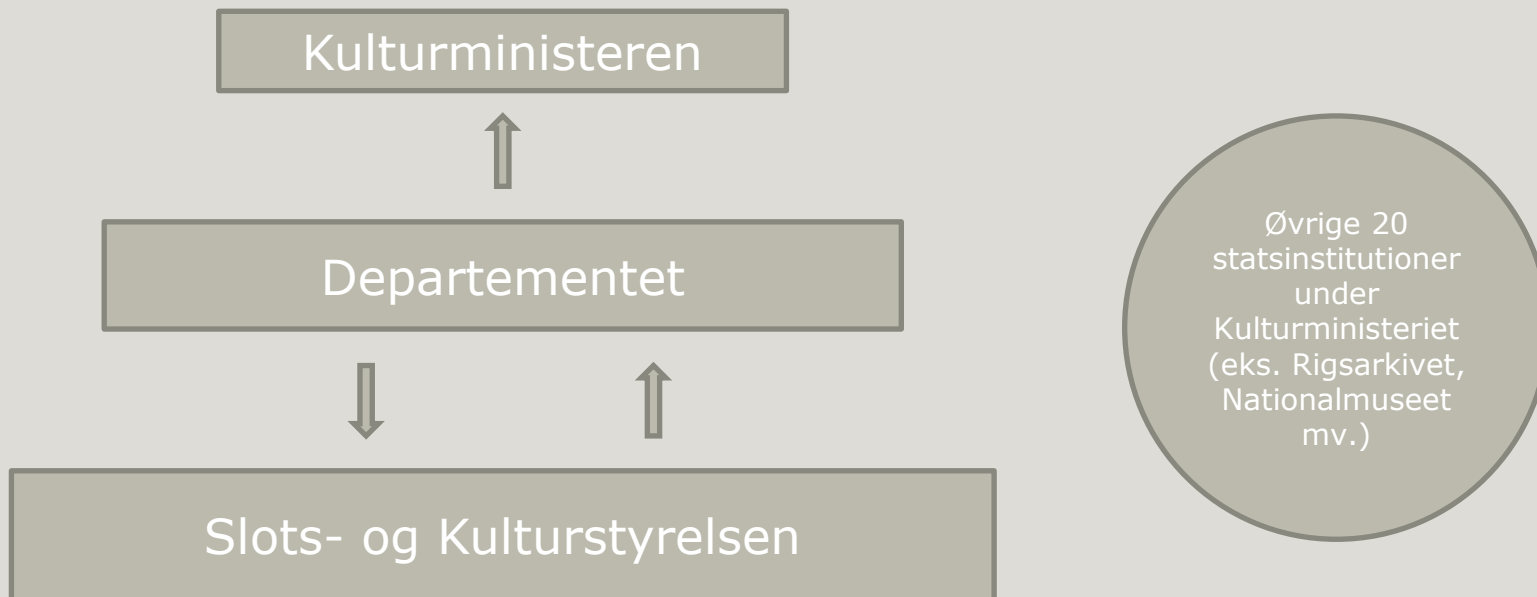 Kulturministeren
Departementet
Slots- og Kulturstyrelsen
Øvrige 20
statsinstitutioner
under
Kulturministeriet
(eks. Rigsarkivet,
Nationalmuseet
mv.)